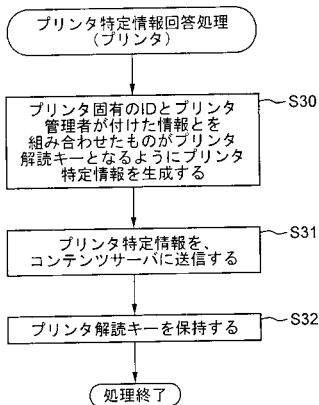 プリンタ特定情報回答処理
（プリンタ）
プリンタ固有のIDとプリンタ
管理者が付けた情報とを
組み合わせたものがプリンタ
解読キーとなるようにプリンタ
特定情報を生成する
S30
プリンタ特定情報を、
コンテンツサーバに送信する
S31
プリンタ解読キーを保持する
S32
処理終了